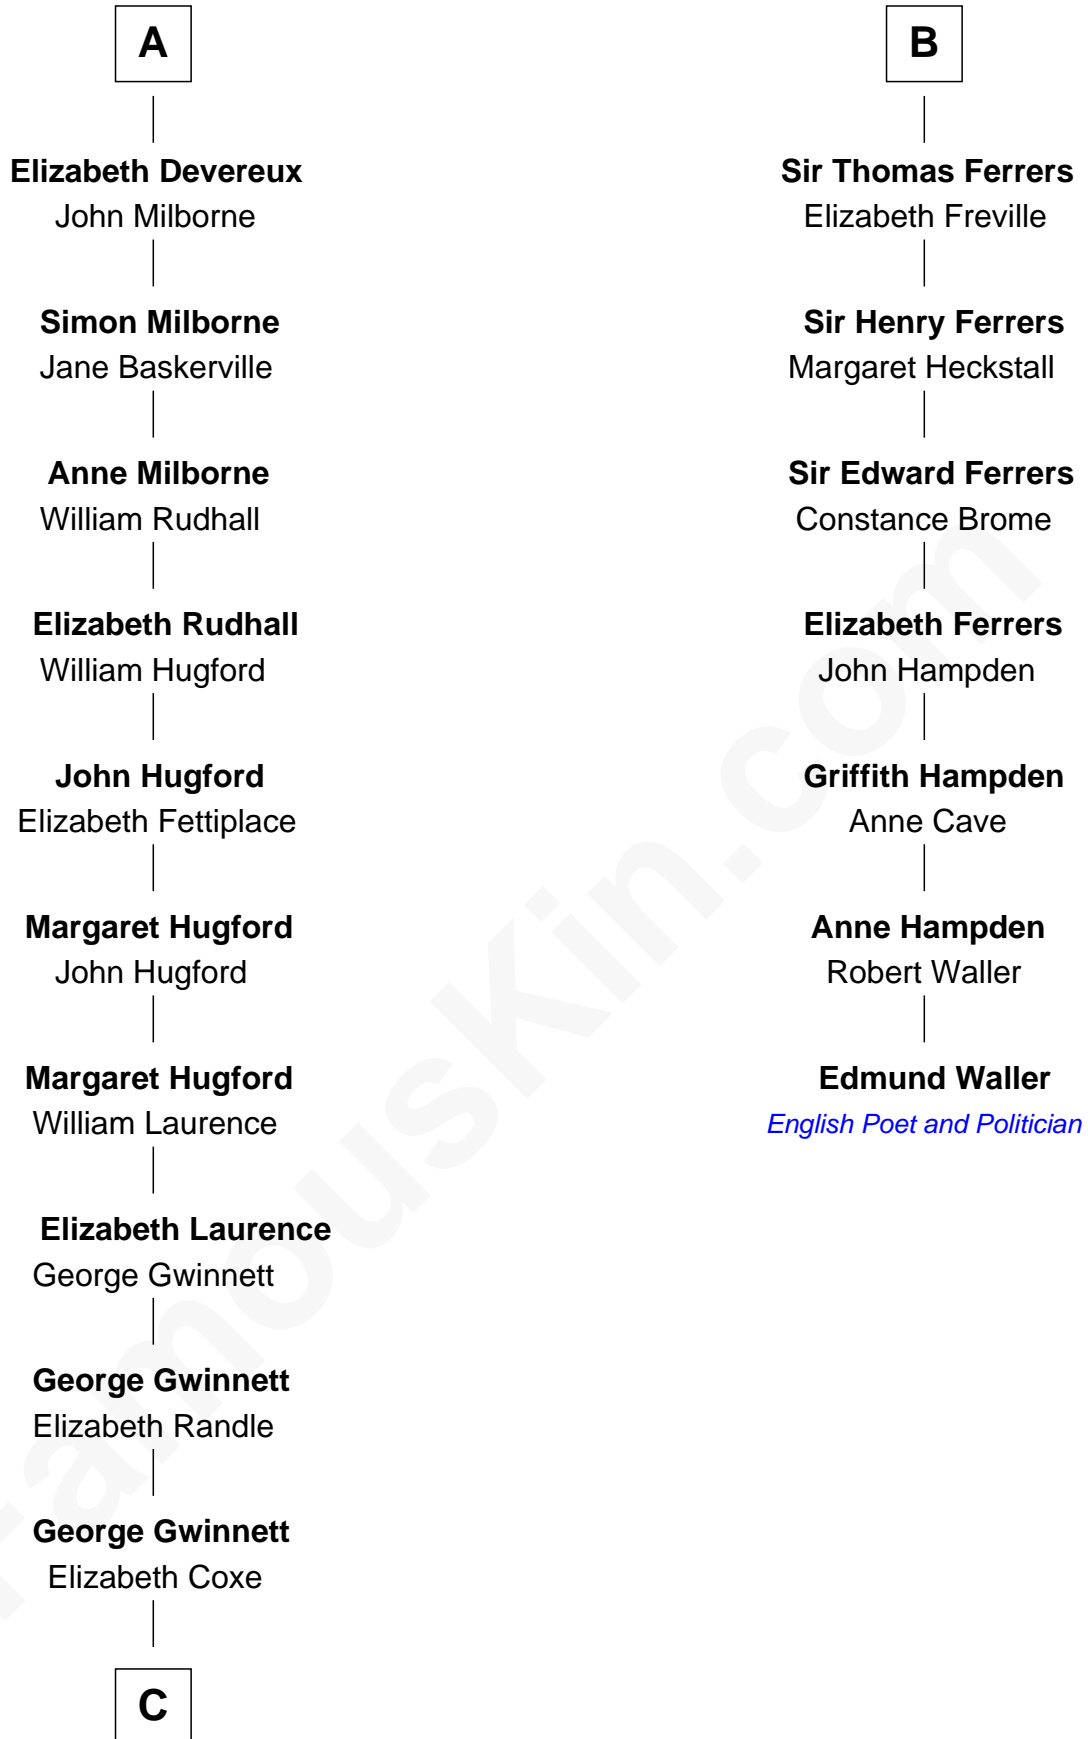 A
Elizabeth Devereux
John Milborne
Simon Milborne
Jane Baskerville
Anne Milborne
William Rudhall
Elizabeth Rudhall
William Hugford
John Hugford
Elizabeth Fettiplace
Margaret Hugford
John Hugford
Margaret Hugford
William Laurence
Elizabeth Laurence
George Gwinnett
George Gwinnett
Elizabeth Randle
George Gwinnett
Elizabeth Coxe
C
B
Sir Thomas Ferrers
Elizabeth Freville
Sir Henry Ferrers
Margaret Heckstall
Sir Edward Ferrers
Constance Brome
Elizabeth Ferrers
John Hampden
Griffith Hampden
Anne Cave
Anne Hampden
Robert Waller
Edmund Waller
English Poet and Politician
FamousKin.com